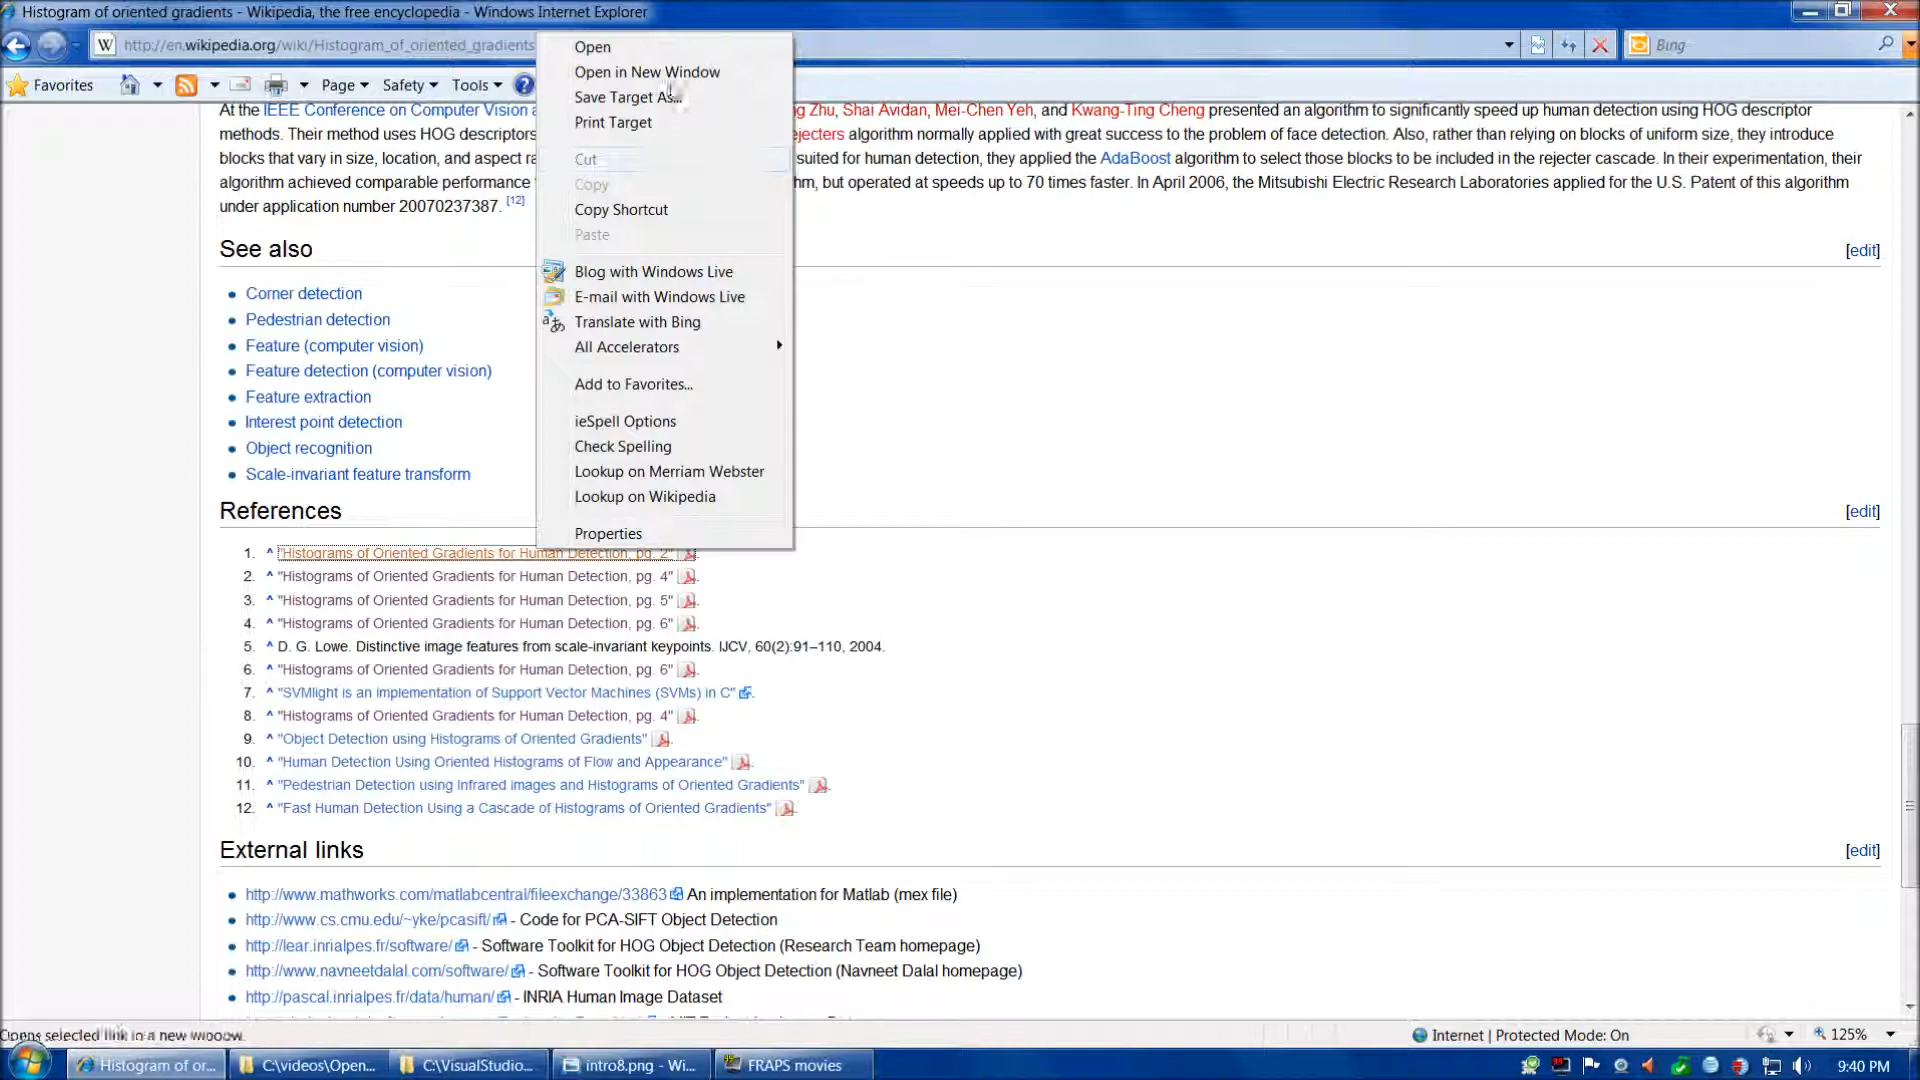 Histogram of oriented gradients - Wikipedia, the free encyclopedia - Windows Internet Explorer
http://en.wikipedia.org/wiki/Histogram_of_oriented_gradients
Bing
Favorites
Page
Safety
Tools
Open
Open in New Window
Save Target As...
Print Target
Cut
Copy
Copy Shortcut
Paste
Blog with Windows Live
E-mail with Windows Live
Translate with Bing
All Accelerators
Add to Favorites...
ieSpell Options
Check Spelling
Lookup on Merriam Webster
Lookup on Wikipedia
Properties
At the IEEE Conference on Computer Vision Zhu, Shai Avidan, Mei-Chen Yeh, and Kwang-Ting Cheng presented an algorithm to significantly speed up human detection using HOG descriptor
methods. Their method uses HOG descriptors algorithm normally applied with great success to the problem of face detection. Also, rather than relying on blocks of uniform size, they introduce
blocks that vary in size, location, and aspect suited for human detection, they applied the AdaBoost algorithm to select those blocks to be included in the rejecter cascade. In their experimentation, their
algorithm achieved comparable performance but operated at speeds up to 70 times faster. In April 2006, the Mitsubishi Electric Research Laboratories applied for the U.S. Patent of this algorithm
under application number 20070237387. [12]
See also [edit]
Corner detection
Pedestrian detection
Feature (computer vision)
Feature detection (computer vision)
Feature extraction
Interest point detection
Object recognition
Scale-invariant feature transform
References [edit]
1. ^ "Histograms of Oriented Gradients for Human Detection, pg. 2".
2. ^ "Histograms of Oriented Gradients for Human Detection, pg. 4".
3. ^ "Histograms of Oriented Gradients for Human Detection, pg. 5".
4. ^ "Histograms of Oriented Gradients for Human Detection, pg. 6".
5. ^ D. G. Lowe. Distinctive image features from scale-invariant keypoints. IJCV, 60(2):91–110, 2004.
6. ^ "Histograms of Oriented Gradients for Human Detection, pg. 6".
7. ^ "SVMlight is an implementation of Support Vector Machines (SVMs) in C".
8. ^ "Histograms of Oriented Gradients for Human Detection, pg. 4".
9. ^ "Object Detection using Histograms of Oriented Gradients".
10. ^ "Human Detection Using Oriented Histograms of Flow and Appearance".
11. ^ "Pedestrian Detection using Infrared images and Histograms of Oriented Gradients".
12. ^ "Fast Human Detection Using a Cascade of Histograms of Oriented Gradients".
External links [edit]
http://www.mathworks.com/matlabcentral/fileexchange/33863 An implementation for Matlab (mex file)
http://www.cs.cmu.edu/~yke/pcasift/ - Code for PCA-SIFT Object Detection
http://lear.inrialpes.fr/software/ - Software Toolkit for HOG Object Detection (Research Team homepage)
http://www.navneetdalal.com/software/ - Software Toolkit for HOG Object Detection (Navneet Dalal homepage)
http://pascal.inrialpes.fr/data/human/ - INRIA Human Image Dataset
selected link in a new window.
Internet | Protected Mode: On
125%
Histogram of or...
C:\videos\Open...
C:\VisualStudio...
intro8.png - Wi...
FRAPS movies
9:40 PM